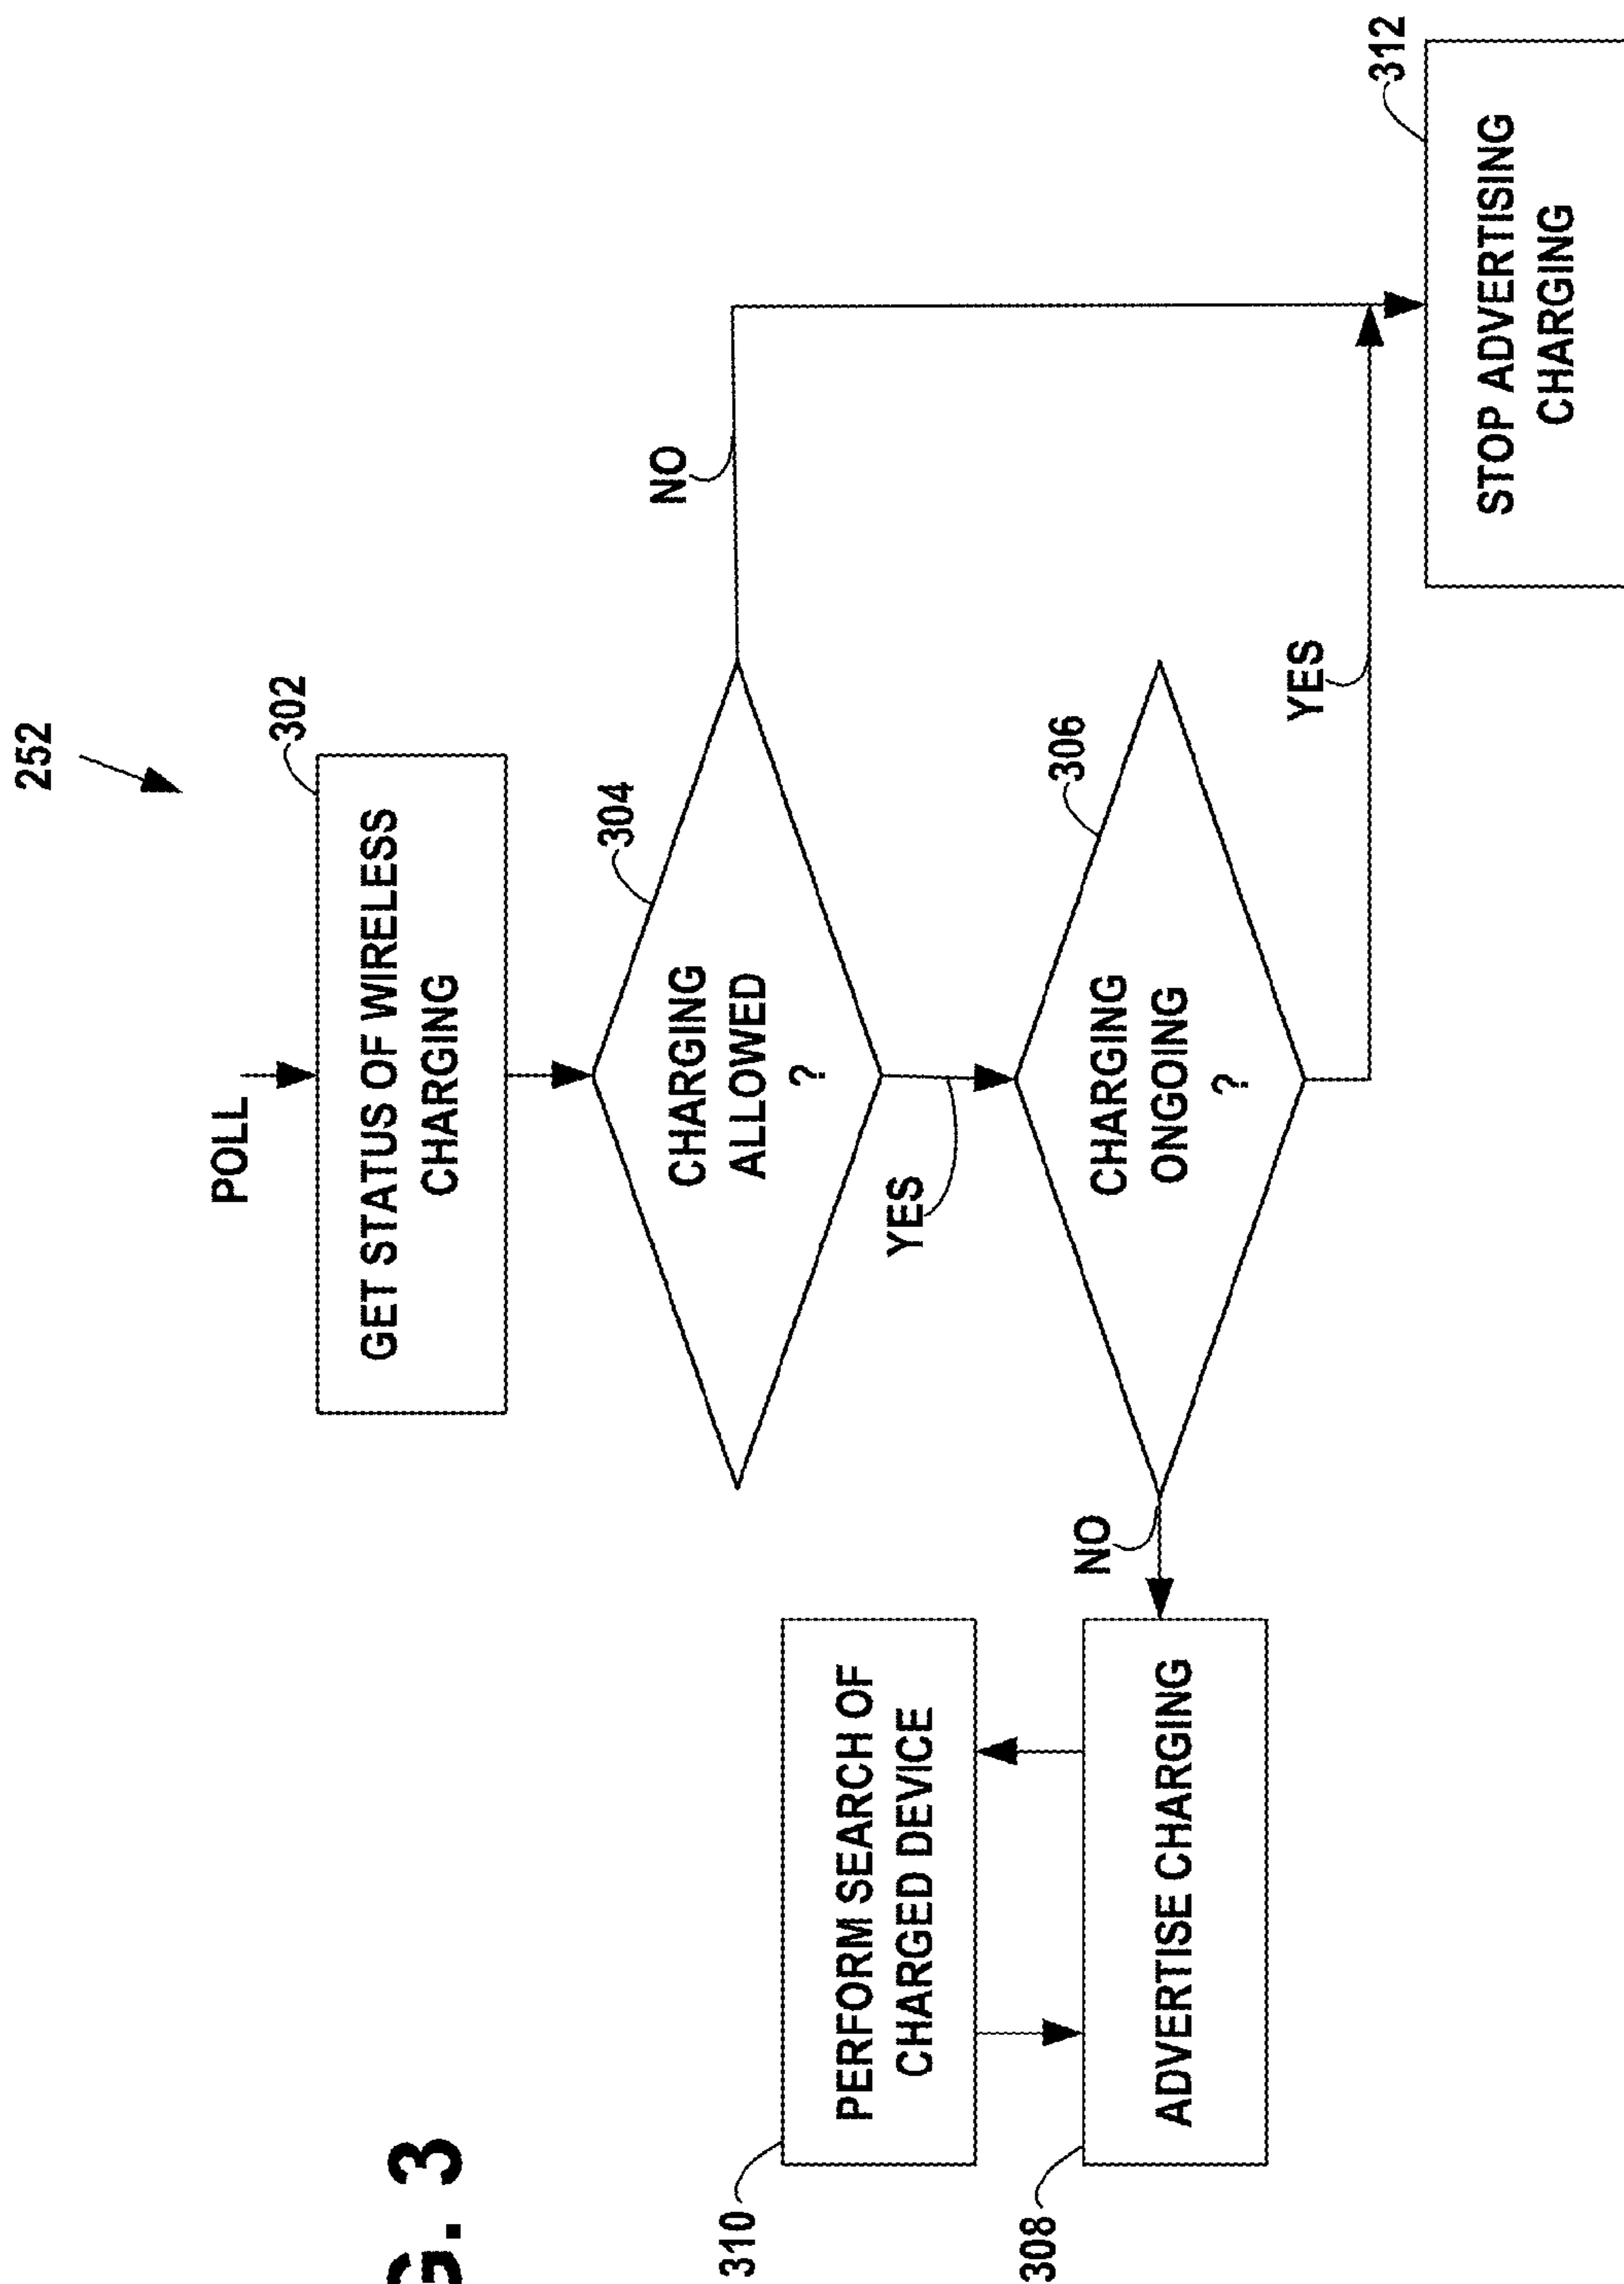 G. 3
252
POLL
302
GET STATUS OF WIRELESS
CHARGING
304
CHARGING
ALLOWED
?
NO
YES
306
CHARGING
ONGOING
?
NO
YES
310
PERFORM SEARCH OF
CHARGED DEVICE
308
ADVERTISE CHARGING
312
STOP ADVERTISING
CHARGING